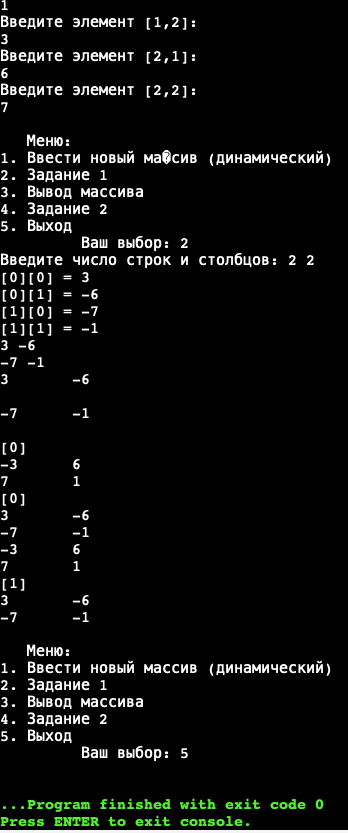 1
Введите элемент [1,2]:
3
Введите элемент [2,1]:
6
Введите элемент [2,2]:
7
Меню:
1. Ввести новый ма�сив (динамический)
2. Задание 1
3. Вывод массива
4. Задание 2
5. Выход
Ваш выбор: 2
Введите число строк и столбцов: 2 2
[0][0] = 3
[0][1] = -6
[1][0] = -7
[1][1] = -1
3 -6
-7 -1
3 -6
-7 -1
[0]
-3 6
7 1
[0]
3 -6
-7 -1
-3 6
7 1
[1]
3 -6
-7 -1
Меню:
1. Ввести новый массив (динамический)
2. Задание 1
3. Вывод массива
4. Задание 2
5. Выход
Ваш выбор: 5
...Program finished with exit code 0
Press ENTER to exit console.